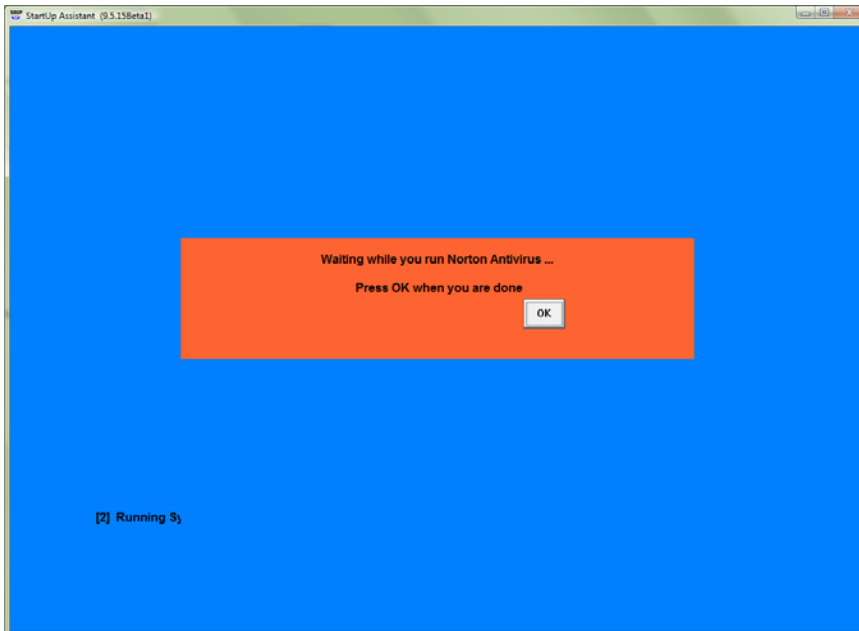 StartUp Assistant (9.5.15Beta1)
Waiting while you run Norton Antivirus ...
Press OK when you are done
OK
[2] Running